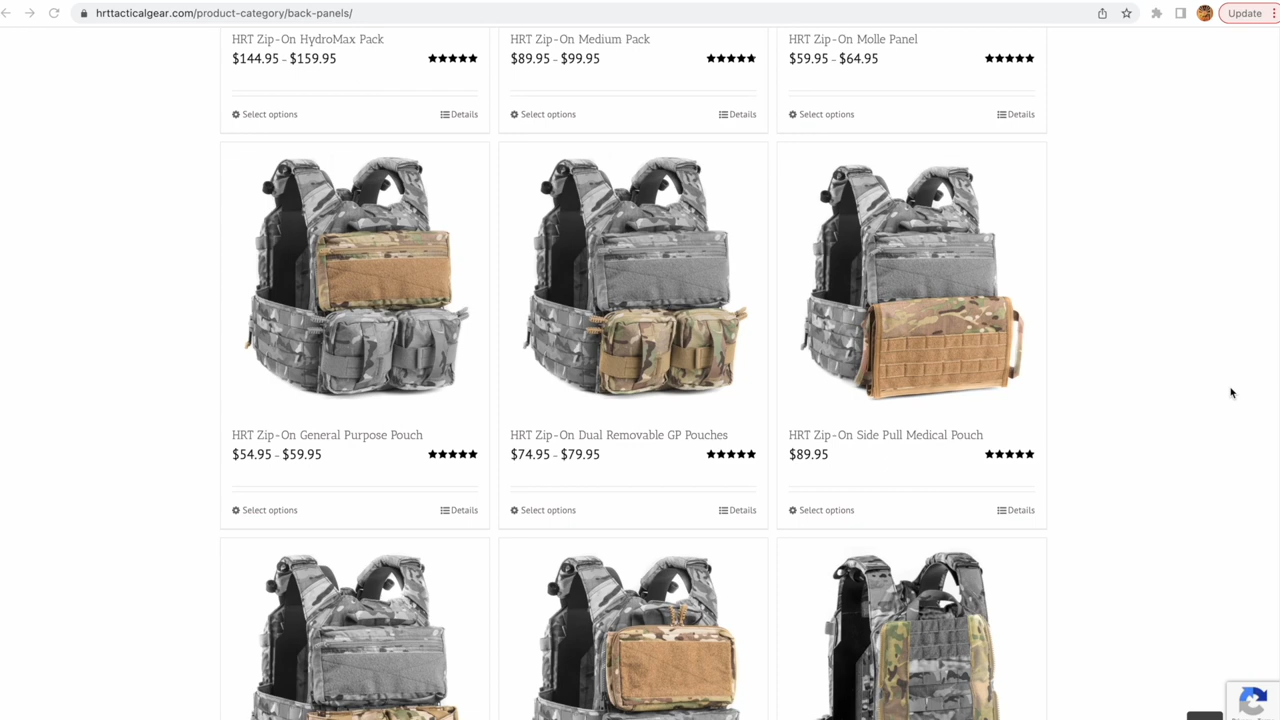 hrttacticalgear.com/product-category/back-panels/
Update
HRT Zip-On HydroMax Pack
$144.95 – $159.95
Select options
Details
HRT Zip-On Medium Pack
$89.95 – $99.95
Select options
Details
HRT Zip-On Molle Panel
$59.95 – $64.95
Select options
Details
HRT Zip-On General Purpose Pouch
$54.95 – $59.95
Select options
Details
HRT Zip-On Dual Removable GP Pouches
$74.95 – $79.95
Select options
Details
HRT Zip-On Side Pull Medical Pouch
$89.95
Select options
Details